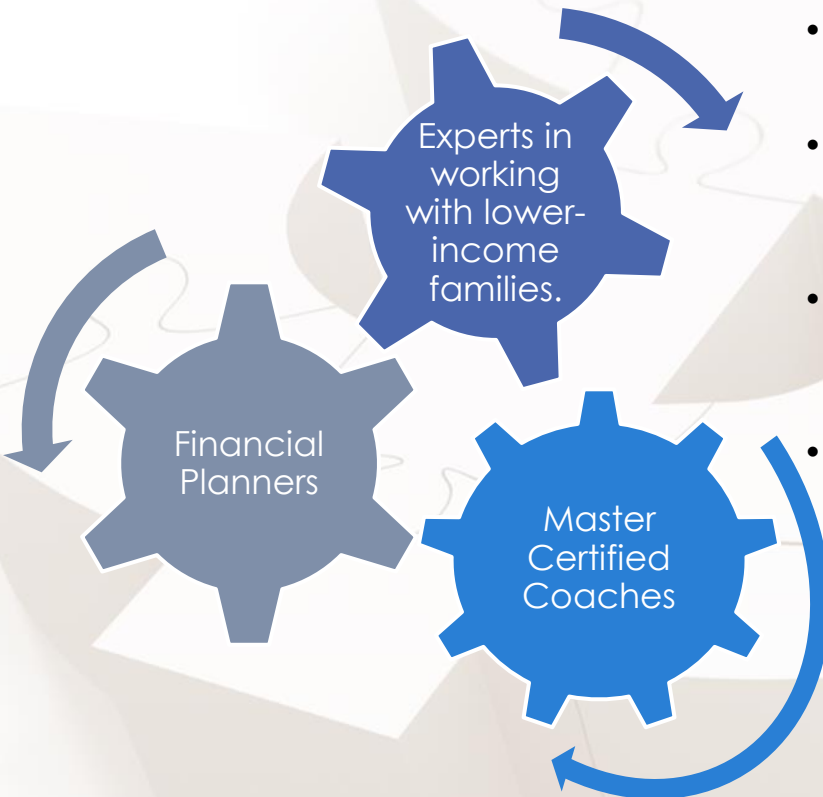 Experts in
working
with lower-
income
families.
Financial
Planners
Master
Certified
Coaches